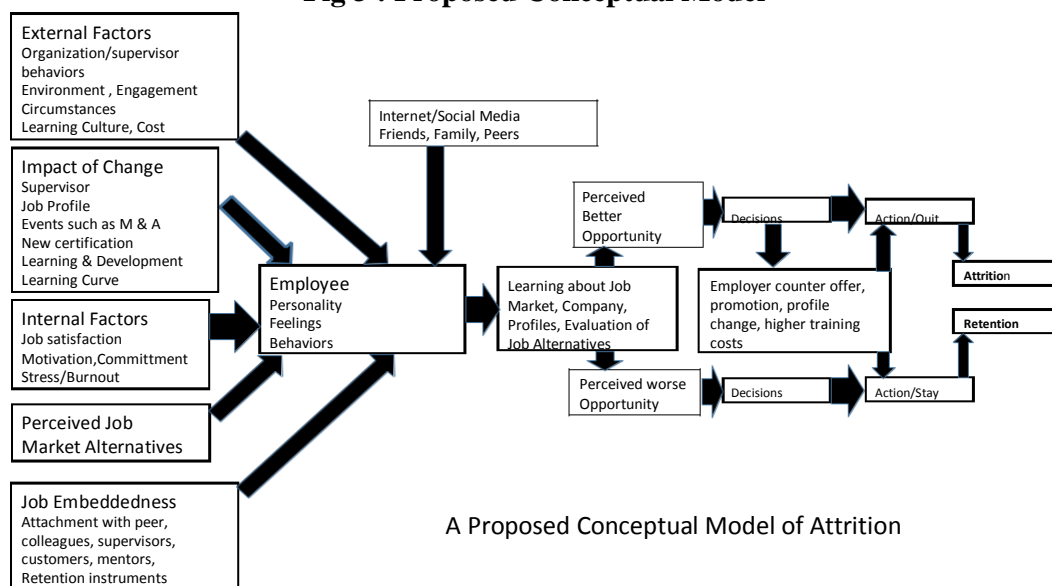 Fig 3 : Proposed Conceptual Model
External Factors
Organization/supervisor
behaviors
Environment , Engagement
Circumstances
Learning Culture, Cost
Impact of Change
Supervisor
Job Profile
Events such as M & A
New certification
Learning & Development
Learning Curve
Internal Factors
Job satisfaction
Motivation,Committment
Stress/Burnout
Perceived Job
Market Alternatives
Job Embeddedness
Attachment with peer,
colleagues, supervisors,
customers, mentors,
Retention instruments
Internet/Social Media
Friends, Family, Peers
Employee
Personality
Feelings
Behaviors
Learning about Job
Market, Company,
Profiles, Evaluation of
Job Alternatives
Perceived
Better
Opportunity
Decisions
Action/Quit
Employer counter offer,
promotion, profile
change, higher training
costs
Attrition
Retention
Perceived worse
Opportunity
Decisions
Action/Stay
A Proposed Conceptual Model of Attrition